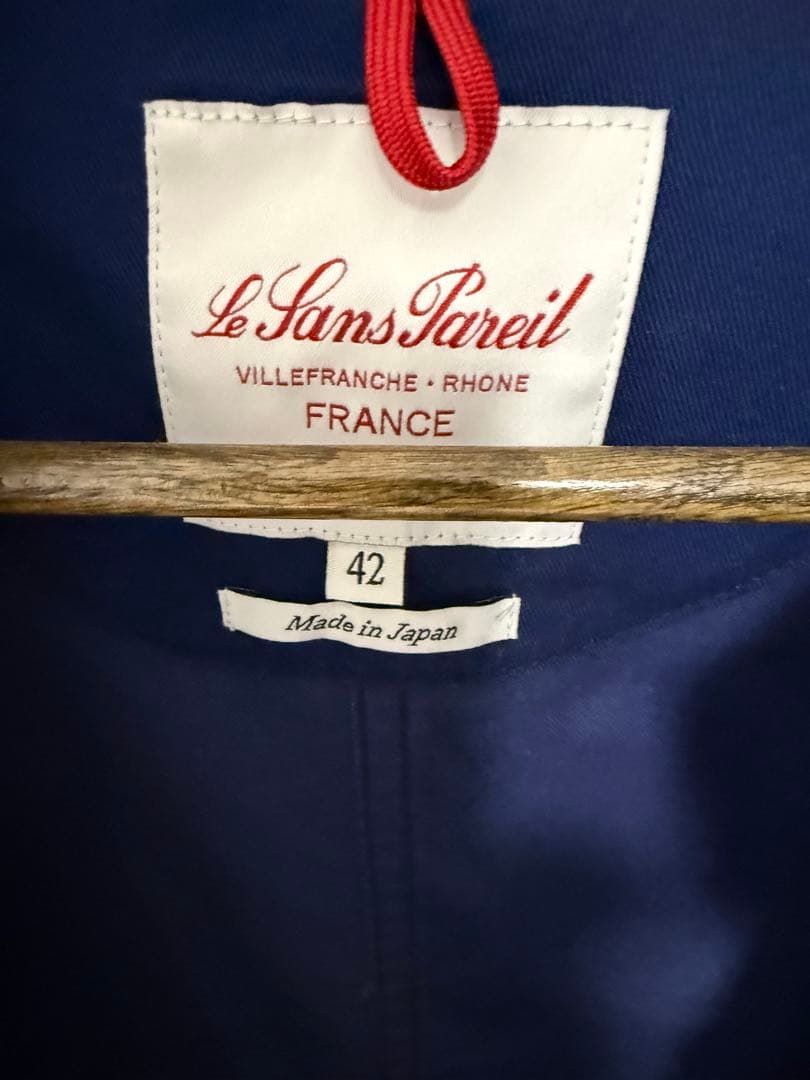 Le Sans Pareil
VILLEFRANCHE · RHONE
FRANCE
42
Made in Japan